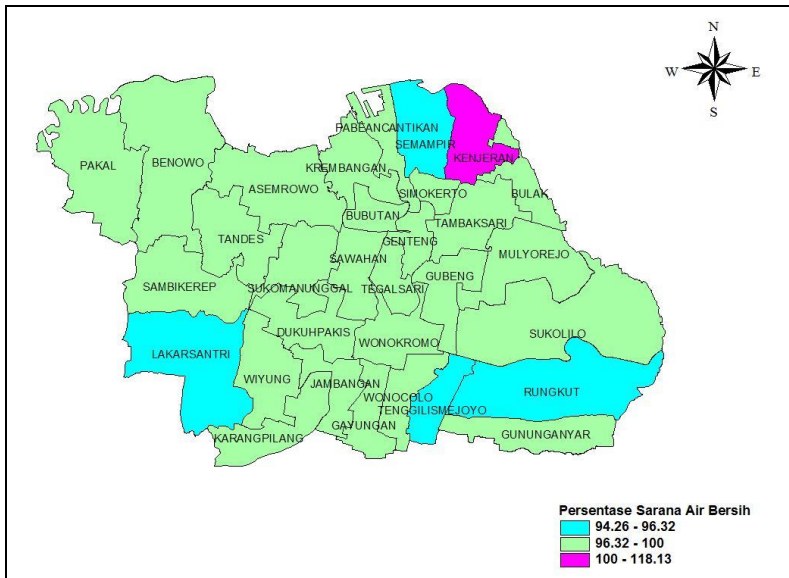 N
W E
S
PABEANCANTIKAN
SEMAMPIR
KENJERAN
PAKAL
BENOWO
KREMBANGAN
ASEMROWO
SIMOKERTO
BULAK
BUBUTAN
TAMBAKSARI
TANDES
GENTENG
SAWAHAN
MULYOREJO
GUBENG
SAMBIKEREP
SUKOMANUNGGAL
TEGALSARI
DUKUHPAKIS
WONOKROMO
SUKOLILO
LAKARSANTRI
WIYUNG
JAMBANGAN
WONOCOLO
RUNGKUT
TENGGILISMEJOYO
GAYUNGAN
KARANGPILANG
GUNUNGANYAR
Persentase Sarana Air Bersih
94.26 - 96.32
96.32 - 100
100 - 118.13